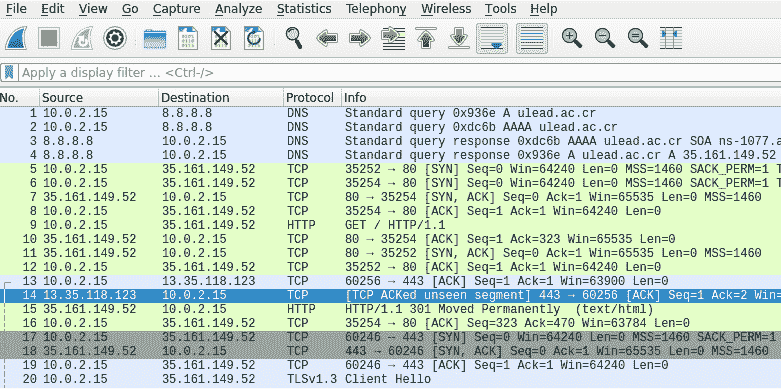 File Edit View Go Capture Analyze Statistics Telephony Wireless Tools Help
Apply a display filter ... <Ctrl-/>
No. Source Destination Protocol Info
1 10.0.2.15 8.8.8.8 DNS Standard query 0x936e A ulead.ac.cr
2 10.0.2.15 8.8.8.8 DNS Standard query 0xdc6b AAAA ulead.ac.cr
3 8.8.8.8 10.0.2.15 DNS Standard query response 0xdc6b AAAA ulead.ac.cr SOA ns-1077.a
4 8.8.8.8 10.0.2.15 DNS Standard query response 0x936e A ulead.ac.cr A 35.161.149.52
5 10.0.2.15 35.161.149.52 TCP 35252 → 80 [SYN] Seq=0 Win=64240 Len=0 MSS=1460 SACK_PERM=1 T
6 10.0.2.15 35.161.149.52 TCP 35254 → 80 [SYN] Seq=0 Win=64240 Len=0 MSS=1460 SACK_PERM=1 T
7 35.161.149.52 10.0.2.15 TCP 80 → 35254 [SYN, ACK] Seq=0 Ack=1 Win=65535 Len=0 MSS=1460
8 10.0.2.15 35.161.149.52 TCP 35254 → 80 [ACK] Seq=1 Ack=1 Win=64240 Len=0
9 10.0.2.15 35.161.149.52 HTTP GET / HTTP/1.1
10 35.161.149.52 10.0.2.15 TCP 80 → 35254 [ACK] Seq=1 Ack=323 Win=65535 Len=0
11 35.161.149.52 10.0.2.15 TCP 80 → 35252 [SYN, ACK] Seq=0 Ack=1 Win=65535 Len=0 MSS=1460
12 10.0.2.15 35.161.149.52 TCP 35252 → 80 [ACK] Seq=1 Ack=1 Win=64240 Len=0
13 10.0.2.15 13.35.118.123 TCP 60256 → 443 [ACK] Seq=1 Ack=1 Win=63900 Len=0
14 13.35.118.123 10.0.2.15 TCP [TCP ACKed unseen segment] 443 → 60256 [ACK] Seq=1 Ack=2 Win=
15 35.161.149.52 10.0.2.15 HTTP HTTP/1.1 301 Moved Permanently (text/html)
16 10.0.2.15 35.161.149.52 TCP 35254 → 80 [ACK] Seq=323 Ack=470 Win=63784 Len=0
17 10.0.2.15 35.161.149.52 TCP 60246 → 443 [SYN] Seq=0 Win=64240 Len=0 MSS=1460 SACK_PERM=1
18 35.161.149.52 10.0.2.15 TCP 443 → 60246 [SYN, ACK] Seq=0 Ack=1 Win=65535 Len=0 MSS=1460
19 10.0.2.15 35.161.149.52 TCP 60246 → 443 [ACK] Seq=1 Ack=1 Win=64240 Len=0
20 10.0.2.15 35.161.149.52 TLSv1.3 Client Hello